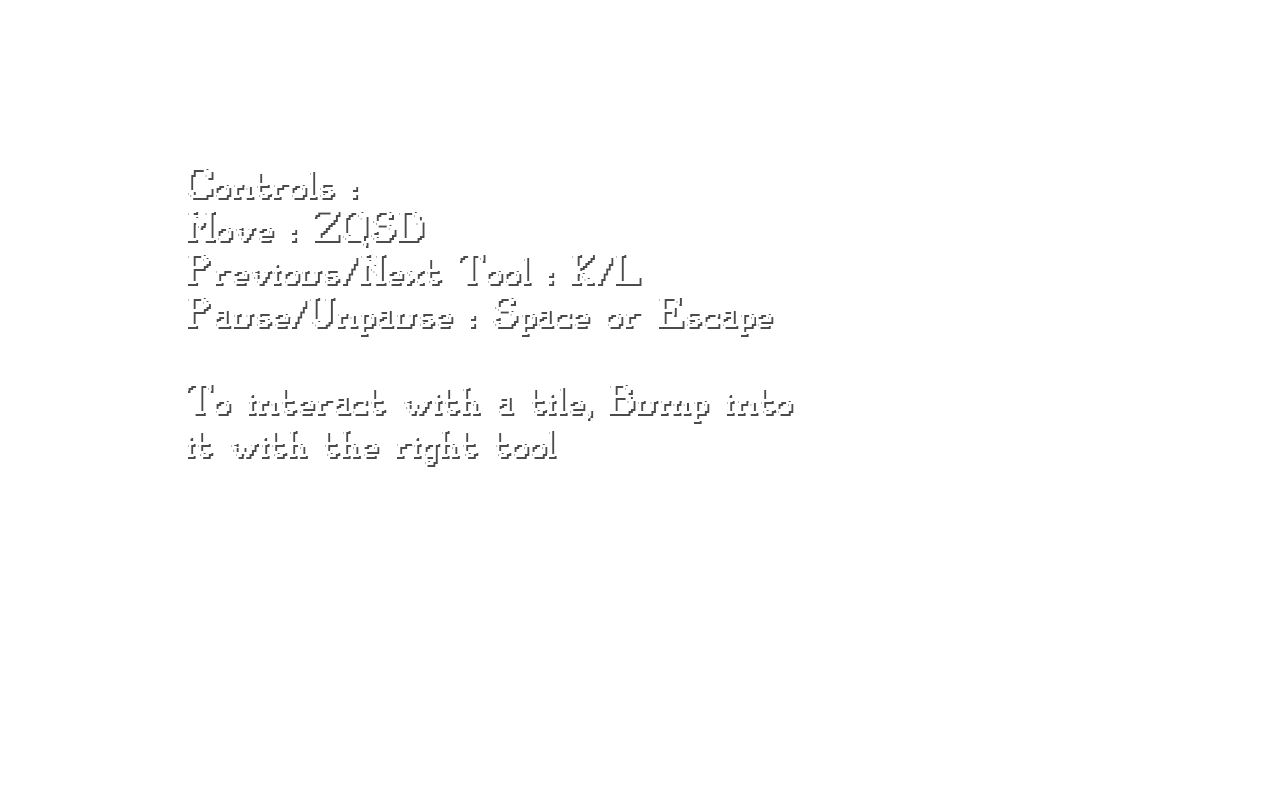 Controls :
Move : ZQSD
Previous/Next Tool : K/L
Pause/Unpause : Space or Escape
To interact with a tile, Bump into
it with the right tool